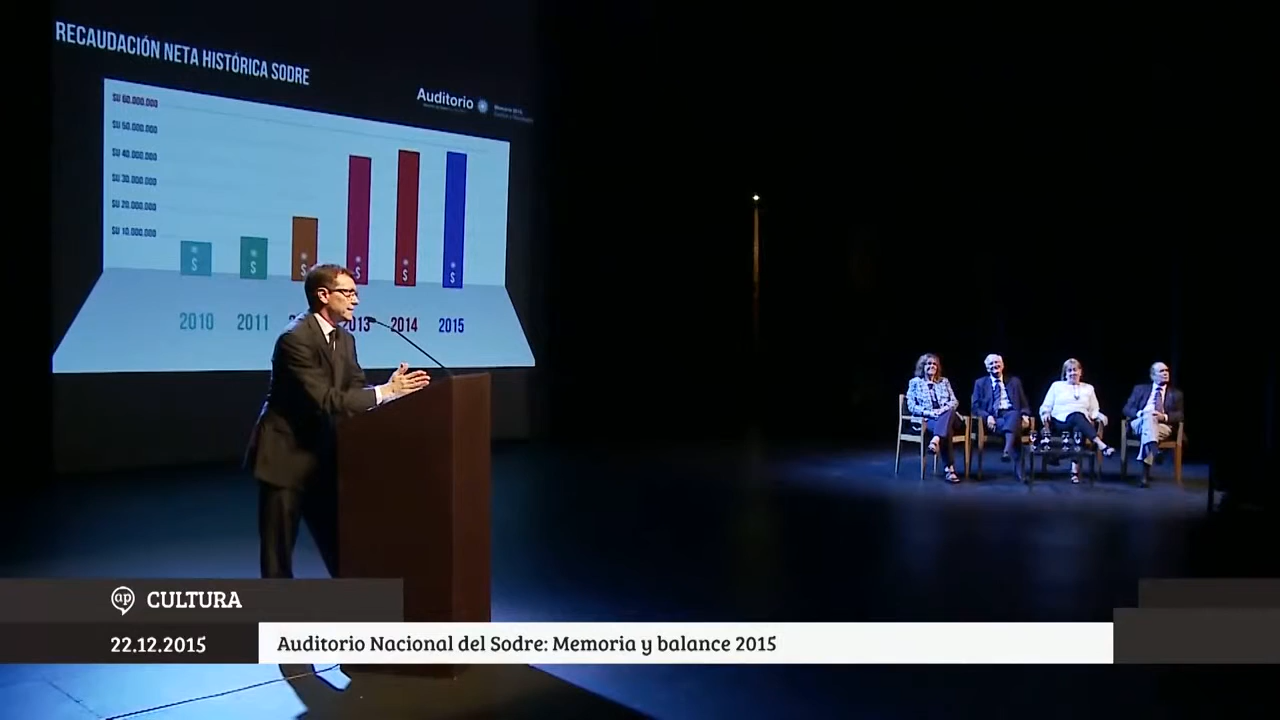 RECAUDACIÓN NETA HISTÓRICA SODRE
Auditorio
$U 60.000.000
$U 50.000.000
$U 40.000.000
$U 30.000.000
$U 20.000.000
$U 10.000.000
$ $ $ $ $ $
2010 2011 2013 2014 2015
ap CULTURA
22.12.2015 Auditorio Nacional del Sodre: Memoria y balance 2015